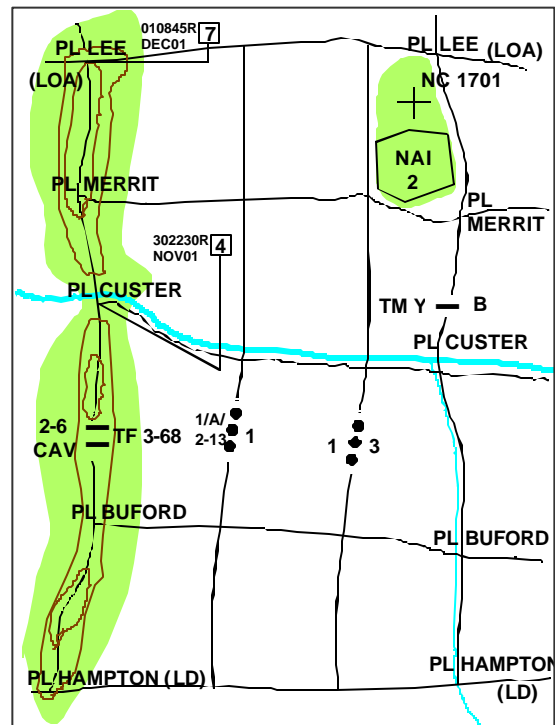 010845R
DEC01
7
PL LEE
(LOA)
PL LEE (LOA)
NC 1701
NAI
2
PL MERRIT
PL
MERRIT
302230R
NOV01
4
PL CUSTER
TM Y B
PL CUSTER
2-6
CAV
TF 3-68
1/A/
2-13
1
1 3
PL BUFORD
PL BUFORD
PL HAMPTON (LD)
PL HAMPTON
(LD)